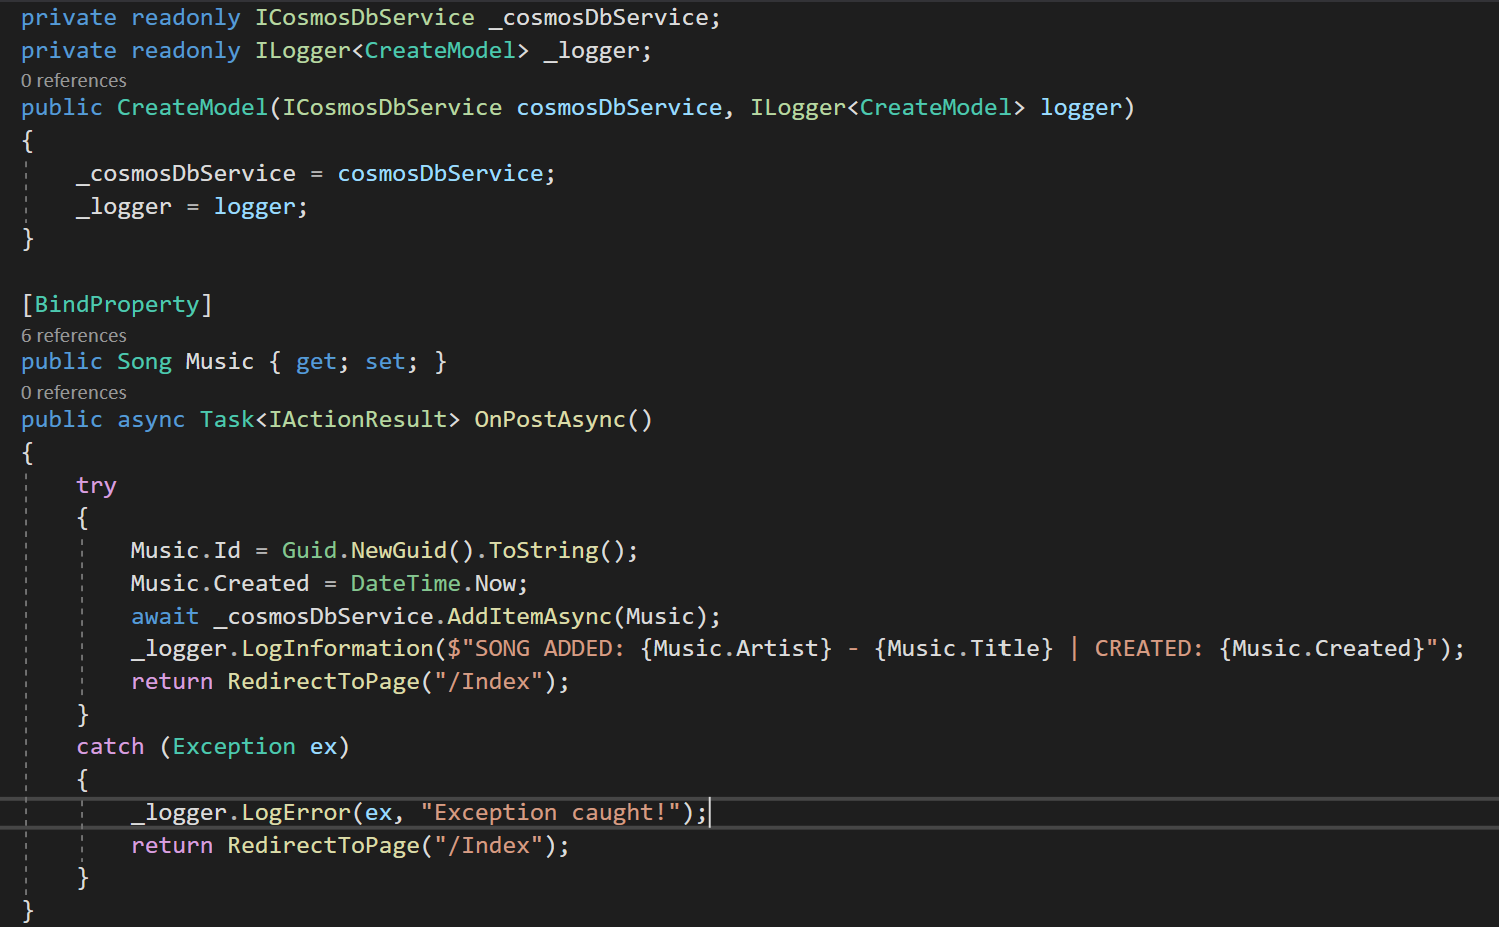 private readonly ICosmosDbService _cosmosDbService;
private readonly ILogger<CreateModel> _logger;
0 references
public CreateModel(ICosmosDbService cosmosDbService, ILogger<CreateModel> logger)
{
    _cosmosDbService = cosmosDbService;
    _logger = logger;
}

[BindProperty]
6 references
public Song Music { get; set; }
0 references
public async Task<IActionResult> OnPostAsync()
{
    try
    {
        Music.Id = Guid.NewGuid().ToString();
        Music.Created = DateTime.Now;
        await _cosmosDbService.AddItemAsync(Music);
        _logger.LogInformation($"SONG ADDED: {Music.Artist} - {Music.Title} | CREATED: {Music.Created}");
        return RedirectToPage("/Index");
    }
    catch (Exception ex)
    {
        _logger.LogError(ex, "Exception caught!");
        return RedirectToPage("/Index");
    }
}